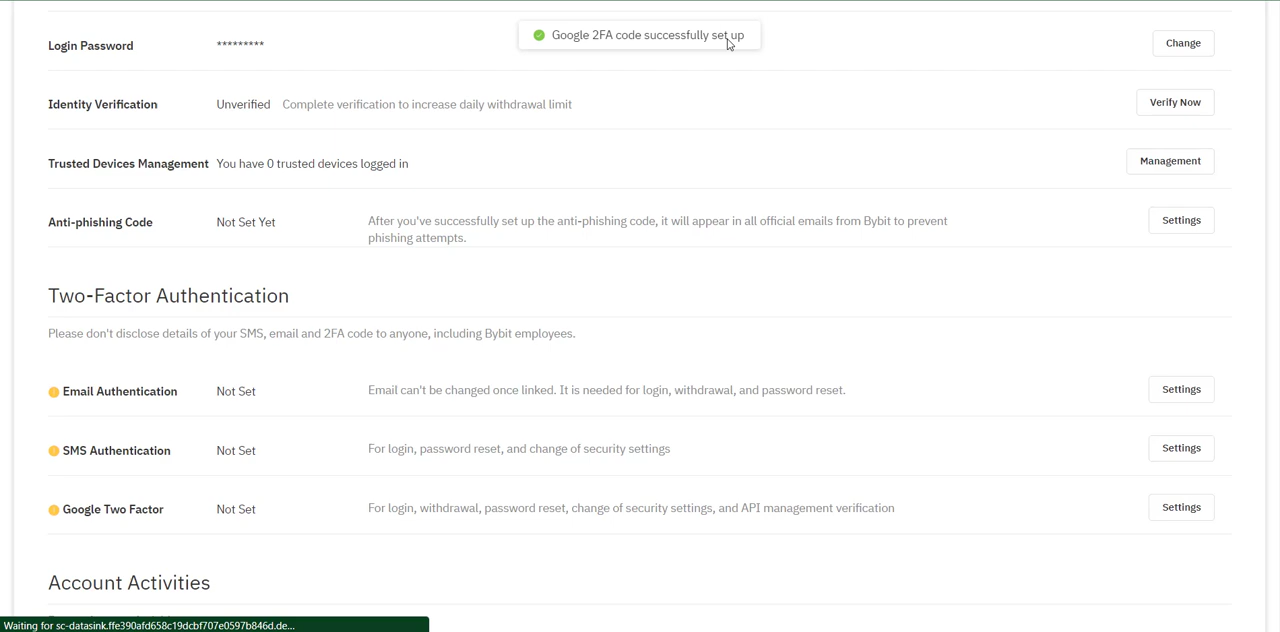 Google 2FA code successfully set up
Login Password ********* Change
Identity Verification Unverified Complete verification to increase daily withdrawal limit Verify Now
Trusted Devices Management You have 0 trusted devices logged in Management
Anti-phishing Code Not Set Yet After you've successfully set up the anti-phishing code, it will appear in all official emails from Bybit to prevent Settings
phishing attempts.
Two-Factor Authentication
Please don't disclose details of your SMS, email and 2FA code to anyone, including Bybit employees.
Email Authentication Not Set Email can't be changed once linked. It is needed for login, withdrawal, and password reset. Settings
SMS Authentication Not Set For login, password reset, and change of security settings Settings
Google Two Factor Not Set For login, withdrawal, password reset, change of security settings, and API management verification Settings
Account Activities
Waiting for sc-datasink.ffe390afd658c19dcbf707e0597b846d.de...